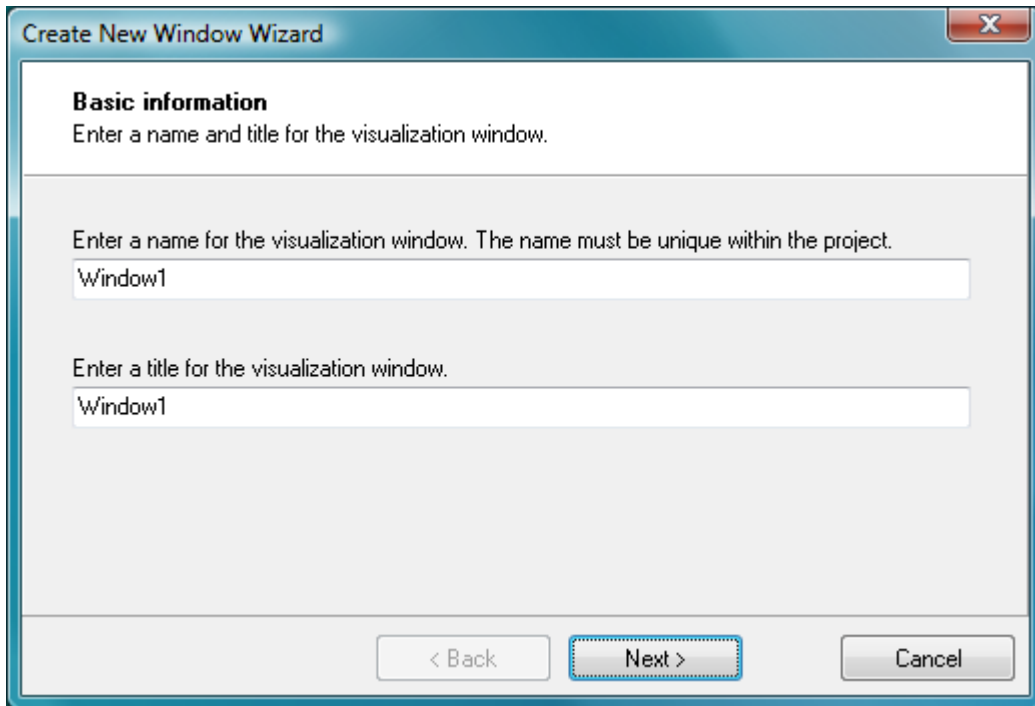 Create New Window Wizard
Basic information
Enter a name and title for the visualization window.
Enter a name for the visualization window. The name must be unique within the project.
Window1
Enter a title for the visualization window.
Window1
< Back Next > Cancel